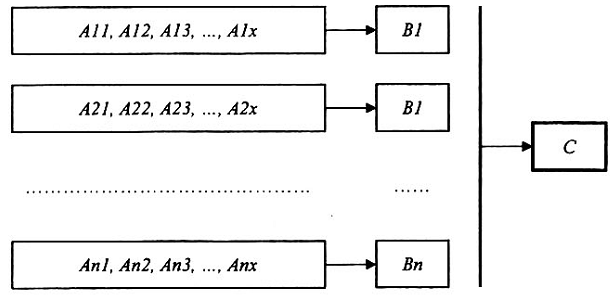 A11, A12, A13, ..., A1x
B1
A21, A22, A23, ..., A2x
B1
C
................................................
......
An1, An2, An3, ..., Anx
Bn